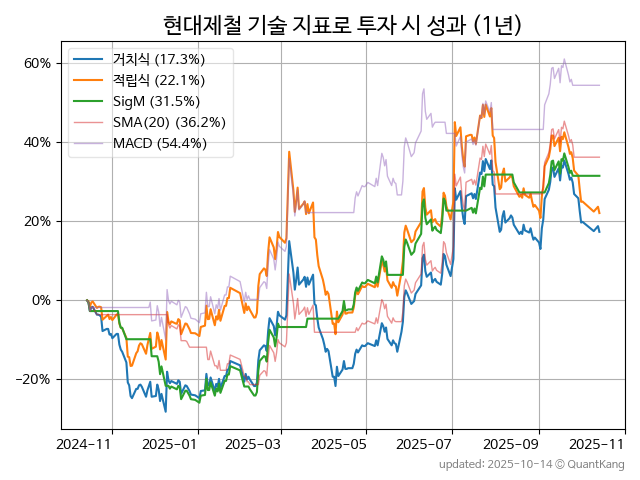 현대제철 기술 지표로 투자 시 성과 (1년)
거치식 (17.3%)
적립식 (22.1%)
SigM (31.5%)
SMA(20) (36.2%)
MACD (54.4%)
60%
40%
20%
0%
−20%
2024−11 2025−01 2025−03 2025−05 2025−07 2025−09 2025−11
updated: 2025-10-14 © QuantKang